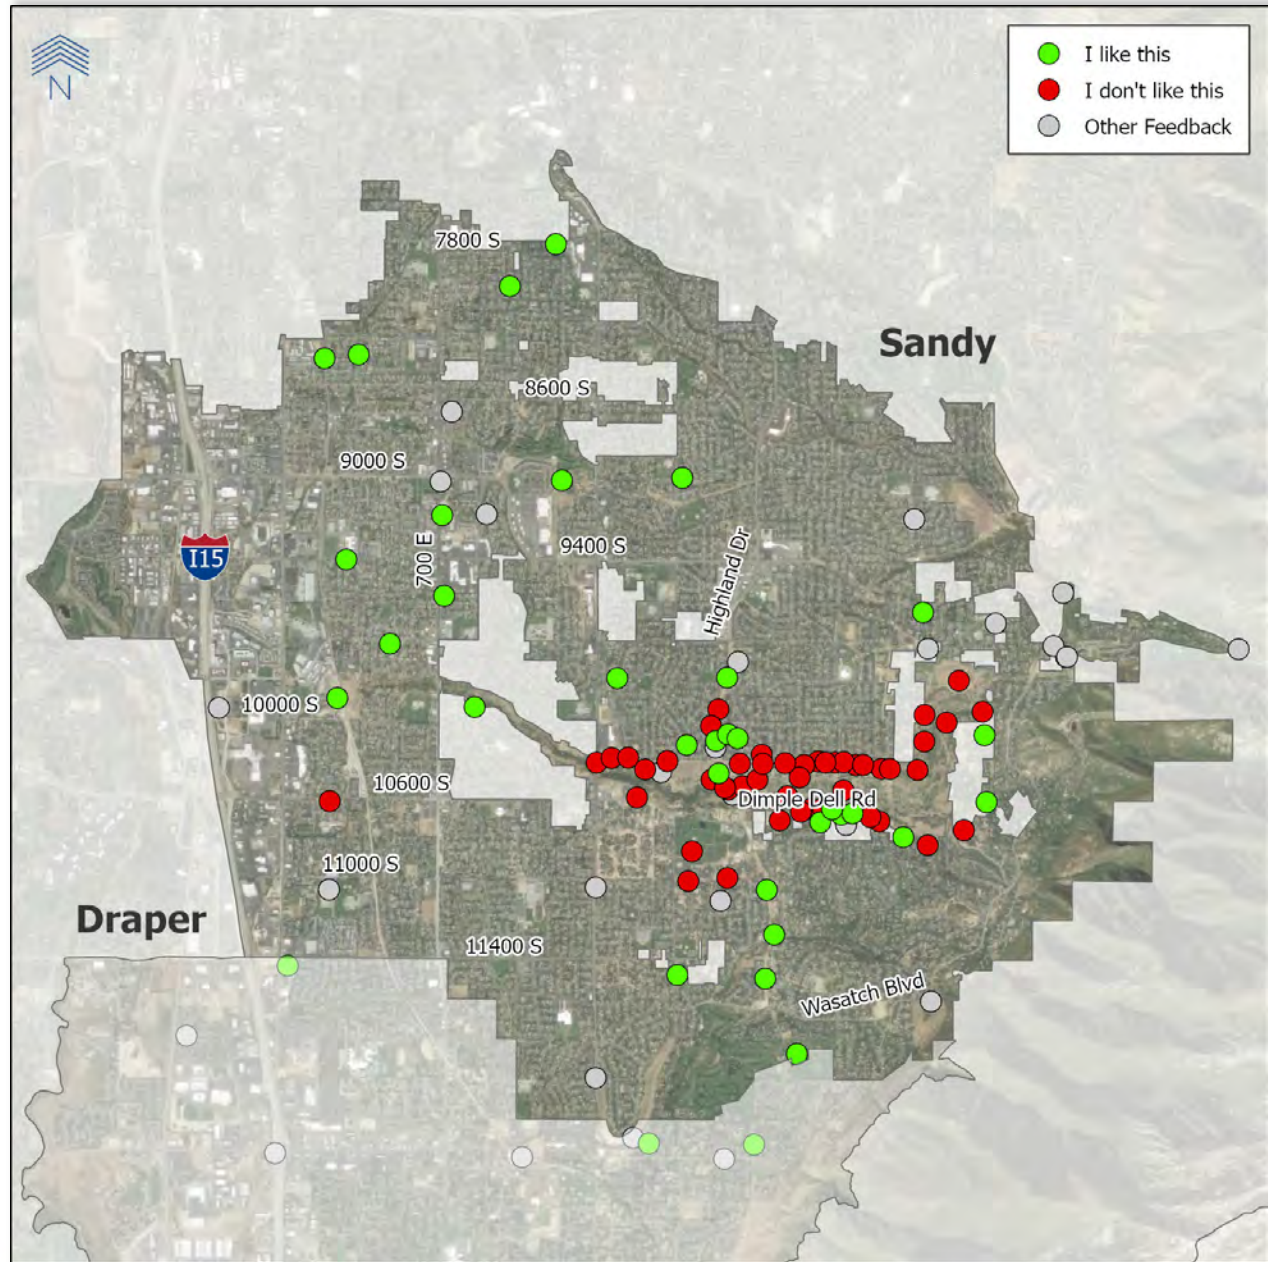 I like this
I don't like this
Other Feedback
N
7800 S
Sandy
8600 S
9000 S
I15
700 E
9400 S
Highland Dr
10000 S
10600 S
Dimple Dell Rd
11000 S
Draper
11400 S
Wasatch Blvd